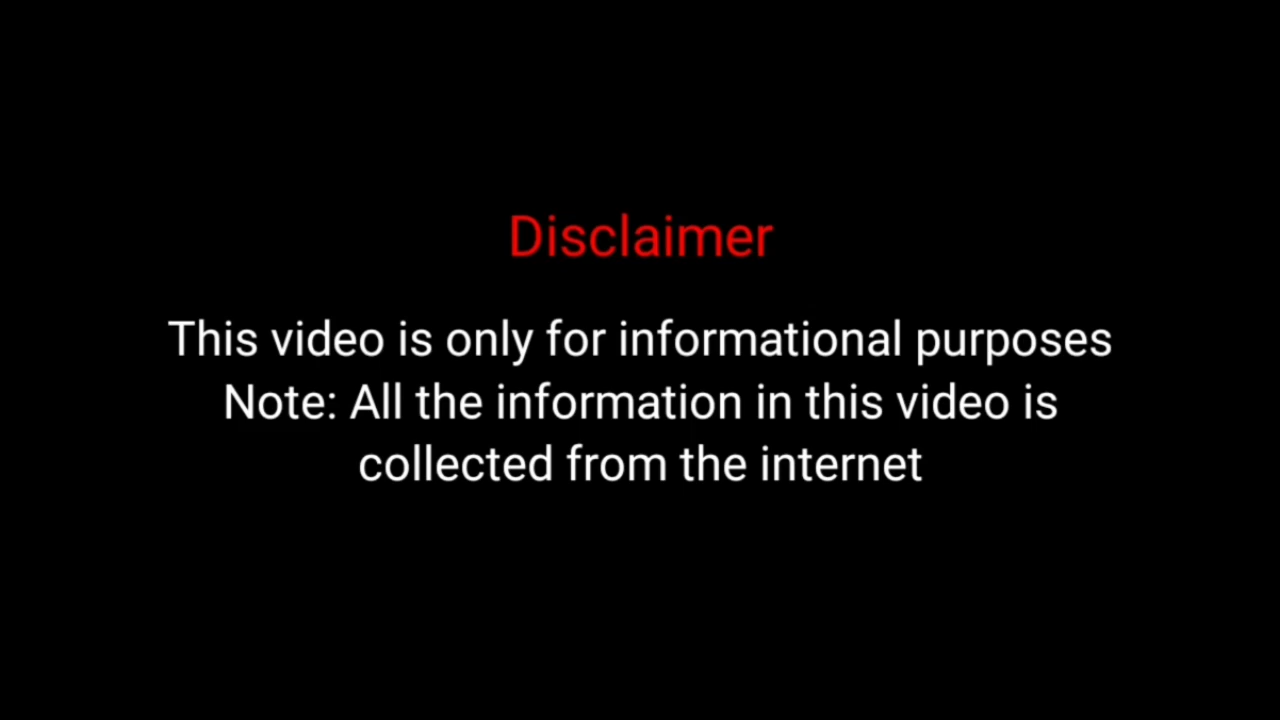 Disclaimer
This video is only for informational purposes
Note: All the information in this video is
collected from the internet